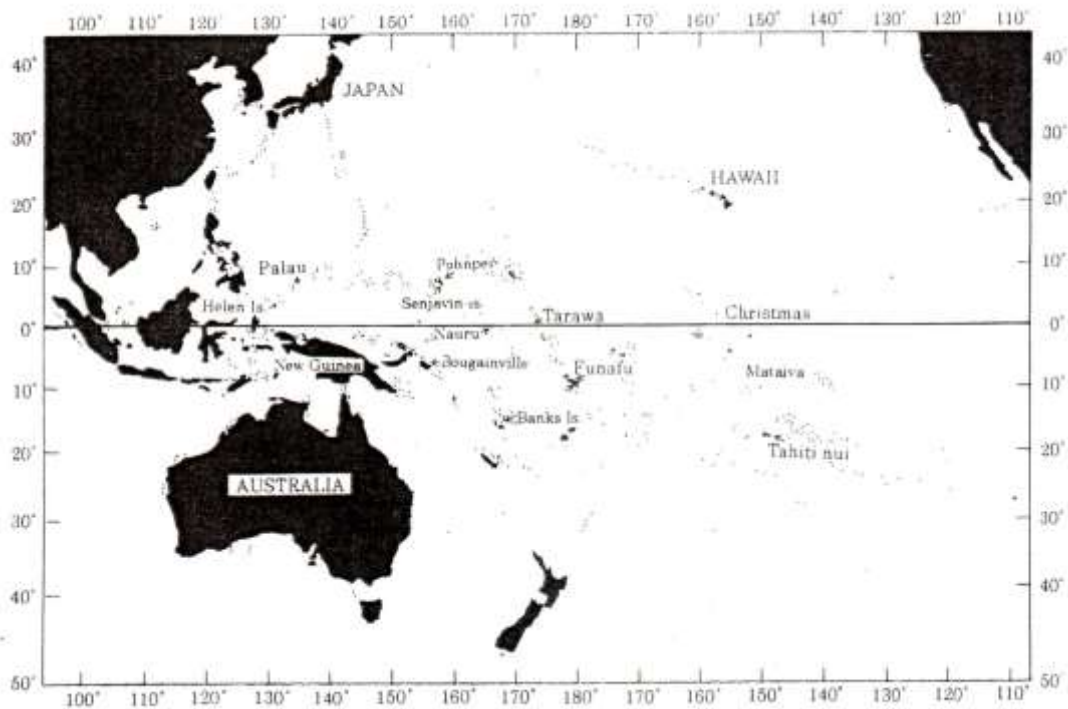 100° 110° 120° 130° 140° 150° 160° 170° 180° 170° 160° 150° 140° 130° 120° 110°
40° 40°
JAPAN
30° 30°
HAWAII
20° 20°
10° 10°
Palau Pohnpei
Helen Is. Senjavin is. Tarawa Christmas
0° 0°
Nauru
New Guinea Bougainville Funafu Mataiva
10° 10°
Banks Is.
20° 20°
Tahiti nui
AUSTRALIA
30° 30°
40° 40°
50° 50°
100° 110° 120° 130° 140° 150° 160° 170° 180° 170° 160° 150° 140° 130° 120° 110°